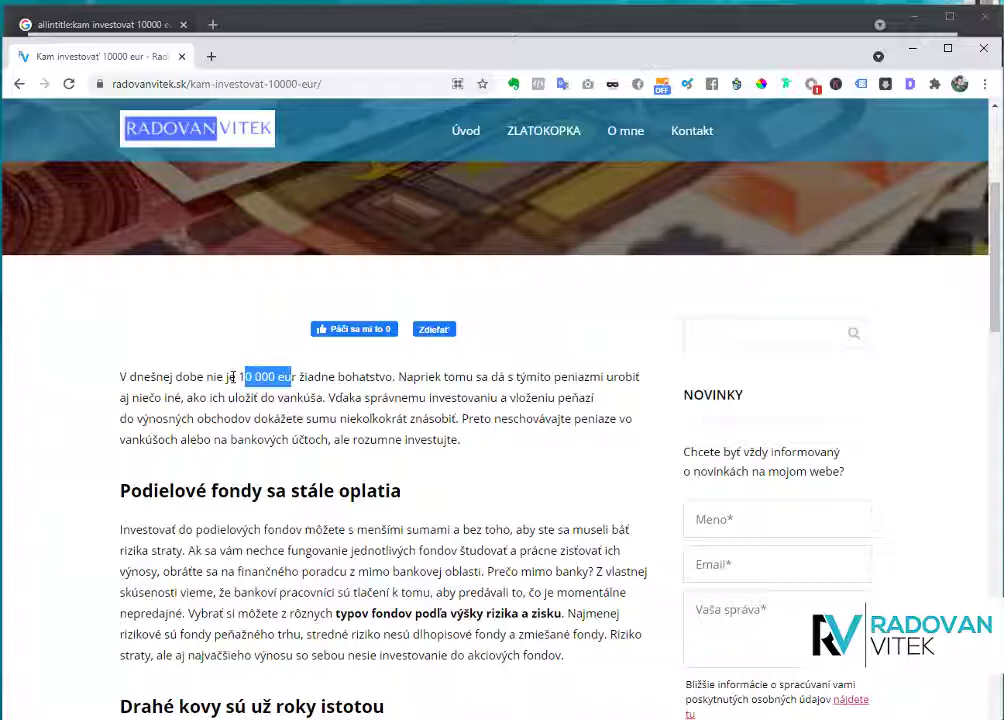 allintitle:kam investovat 10000 e
Kam investovať 10000 eur - Rad
radovanvitek.sk/kam-investovat-10000-eur/
OFF
RADOVAN VITEK
Úvod
ZLATOKOPKA
O mne
Kontakt
Páči sa mi to 0
Zdieľať
V dnešnej dobe nie je 10 000 eur žiadne bohatstvo. Napriek tomu sa dá s týmito peniazmi urobiť
aj niečo iné, ako ich uložiť do vankúša. Vďaka správnemu investovaniu a vloženiu peňazí
do výnosných obchodov dokážete sumu niekoľkokrát znásobiť. Preto neschovávajte peniaze vo
vankúšoch alebo na bankových účtoch, ale rozumne investujte.
Podielové fondy sa stále oplatia
Investovať do podielových fondov môžete s menšími sumami a bez toho, aby ste sa museli báť
rizika straty. Ak sa vám nechce fungovanie jednotlivých fondov študovať a prácne zisťovať ich
výnosy, obráťte sa na finančného poradcu z mimo bankovej oblasti. Prečo mimo banky? Z vlastnej
skúsenosti vieme, že bankoví pracovníci sú tlačení k tomu, aby predávali to, čo je momentálne
nepredajné. Vybrať si môžete z rôznych typov fondov podľa výšky rizika a zisku. Najmenej
rizikové sú fondy peňažného trhu, stredné riziko nesú dlhopisové fondy a zmiešané fondy. Riziko
straty, ale aj najväčšieho výnosu so sebou nesie investovanie do akciových fondov.
Drahé kovy sú už roky istotou
NOVINKY
Chcete byť vždy informovaný
o novinkách na mojom webe?
Meno*
Email*
Vaša správa*
Bližšie informácie o spracúvaní vami
poskytnutých osobných údajov nájdete
tu
RV RADOVAN
VITEK